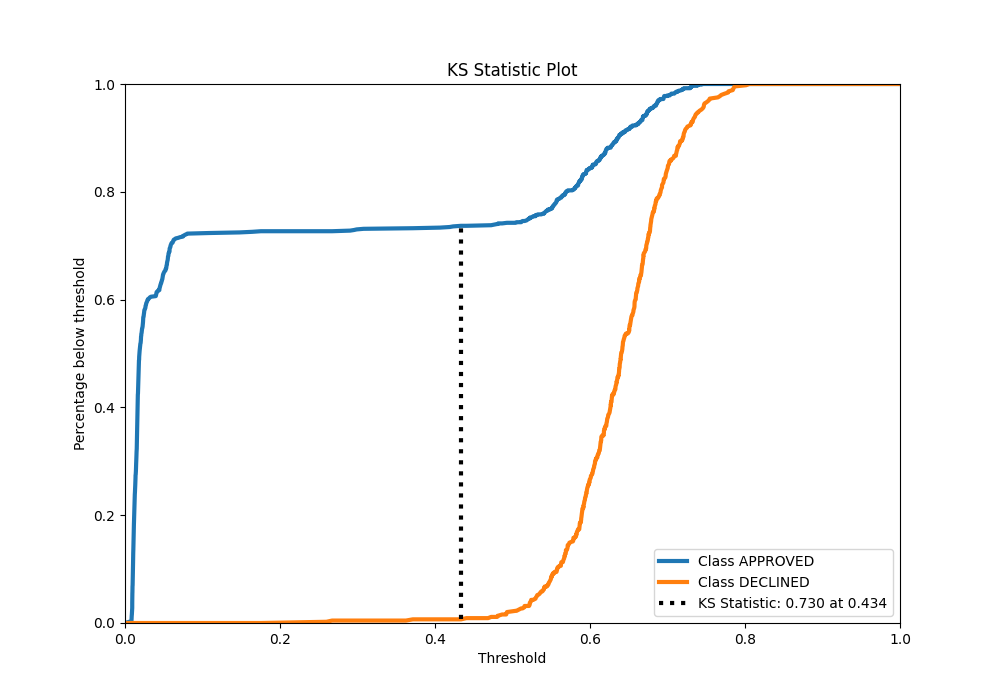 KS Statistic Plot
1.0
0.8
0.6
0.4
0.2
0.0
Percentage below threshold
0.0 0.2 0.4 0.6 0.8 1.0
Threshold
Class APPROVED
Class DECLINED
KS Statistic: 0.730 at 0.434